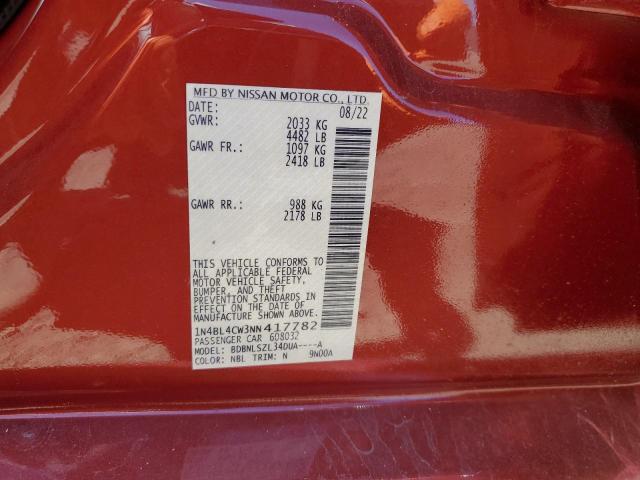 MFD BY NISSAN MOTOR CO., LTD.
DATE: 08/22
GVWR: 2033 KG
4482 LB
GAWR FR.: 1097 KG
2418 LB
GAWR RR.: 988 KG
2178 LB
THIS VEHICLE CONFORMS TO
ALL APPLICABLE FEDERAL
MOTOR VEHICLE SAFETY,
BUMPER, AND THEFT
PREVENTION STANDARDS IN
EFFECT ON THE DATE OF
MANUFACTURE SHOWN ABOVE.
1N4BL4CW3NN417782
PASSENGER CAR 608032
MODEL: BDBNLSZL34DUA----A
COLOR: NBL TRIM: N 9N00A